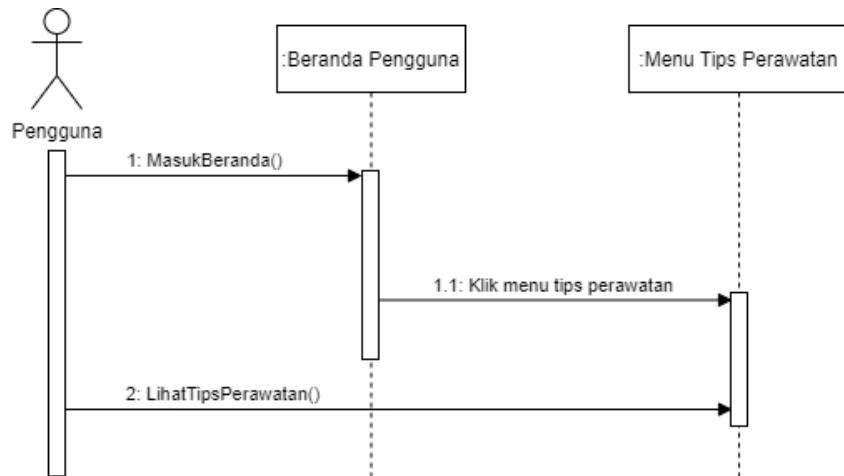 :Beranda Pengguna
:Menu Tips Perawatan
Pengguna
1: MasukBeranda()
1.1: Klik menu tips perawatan
2: LihatTipsPerawatan()